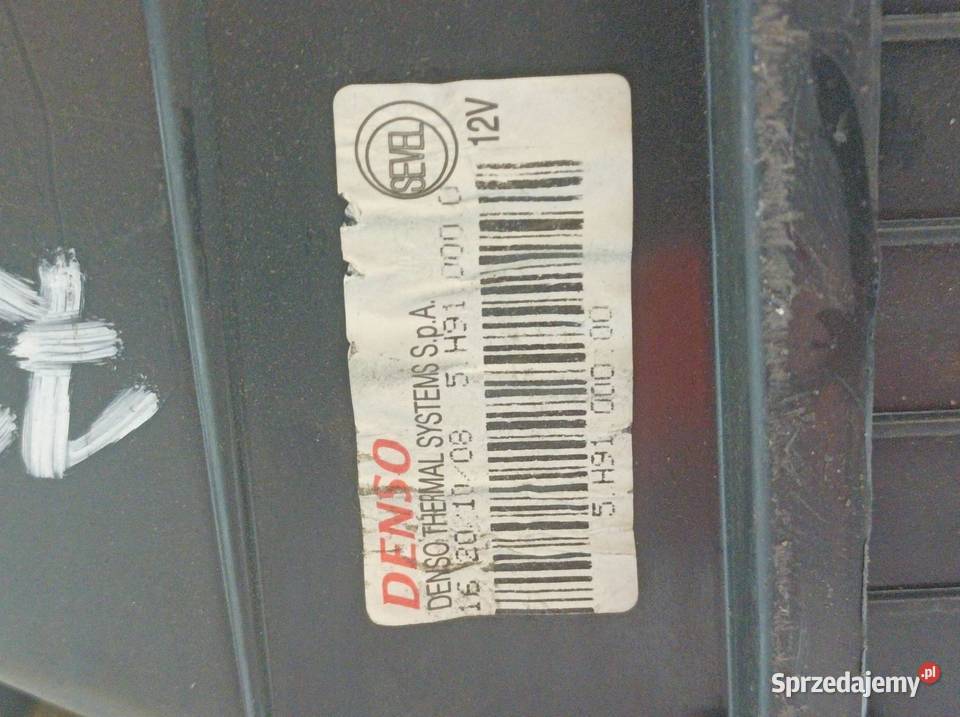 DENSO
DENSO THERMAL SYSTEMS S.p.A.
SEVEL
16 20/10/08 5.H91.000.0
12V
5.H91.000.00
Sprzedajemy.pl